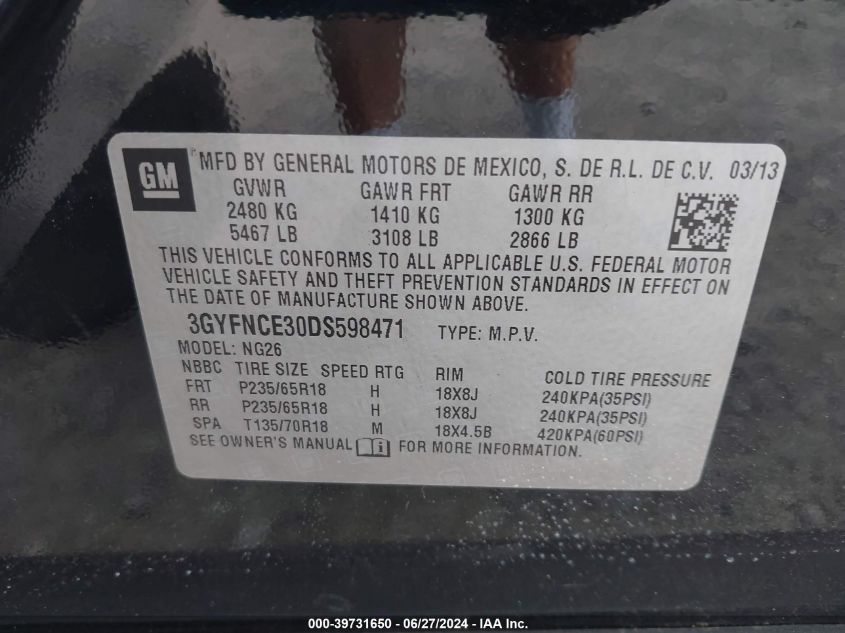 GM
MFD BY GENERAL MOTORS DE MEXICO, S. DE R.L. DE C.V. 03/13
GVWR GAWR FRT GAWR RR
2480 KG 1410 KG 1300 KG
5467 LB 3108 LB 2866 LB
THIS VEHICLE CONFORMS TO ALL APPLICABLE U.S. FEDERAL MOTOR
VEHICLE SAFETY AND THEFT PREVENTION STANDARDS IN EFFECT ON
THE DATE OF MANUFACTURE SHOWN ABOVE.
3GYFNCE30DS598471 TYPE: M.P.V.
MODEL: NG26
NBBC TIRE SIZE SPEED RTG RIM COLD TIRE PRESSURE
FRT P235/65R18 H 18X8J 240KPA(35PSI)
RR P235/65R18 H 18X8J 240KPA(35PSI)
SPA T135/70R18 M 18X4.5B 420KPA(60PSI)
SEE OWNER'S MANUAL FOR MORE INFORMATION.
000-39731650 - 06/27/2024 - IAA Inc.